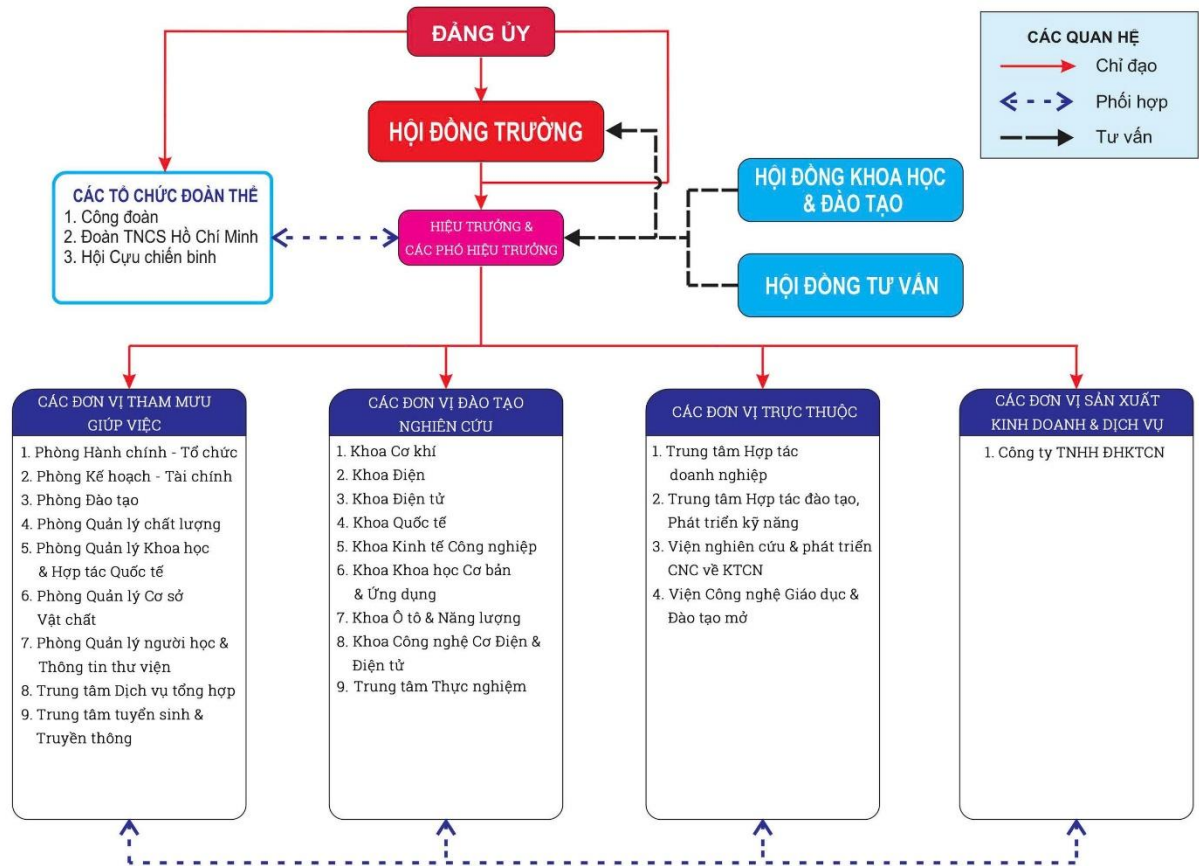 ĐẢNG ỦY
CÁC QUAN HỆ
Chỉ đạo
Phối hợp
Tư vấn
HỘI ĐỒNG TRƯỜNG
CÁC TỔ CHỨC ĐOÀN THỂ
1. Công đoàn
2. Đoàn TNCS Hồ Chí Minh
3. Hội Cựu chiến binh
HIỆU TRƯỞNG &
CÁC PHÓ HIỆU TRƯỞNG
HỘI ĐỒNG KHOA HỌC
& ĐÀO TẠO
HỘI ĐỒNG TƯ VẤN
CÁC ĐƠN VỊ THAM MƯU
GIÚP VIỆC
1. Phòng Hành chính - Tổ chức
2. Phòng Kế hoạch - Tài chính
3. Phòng Đào tạo
4. Phòng Quản lý chất lượng
5. Phòng Quản lý Khoa học
& Hợp tác Quốc tế
6. Phòng Quản lý Cơ sở
Vật chất
7. Phòng Quản lý người học &
Thông tin thư viện
8. Trung tâm Dịch vụ tổng hợp
9. Trung tâm tuyển sinh &
Truyền thông
CÁC ĐƠN VỊ ĐÀO TẠO
NGHIÊN CỨU
1. Khoa Cơ khí
2. Khoa Điện
3. Khoa Điện tử
4. Khoa Quốc tế
5. Khoa Kinh tế Công nghiệp
6. Khoa Khoa học Cơ bản
& Ứng dụng
7. Khoa Ô tô & Năng lượng
8. Khoa Công nghệ Cơ Điện &
Điện tử
9. Trung tâm Thực nghiệm
CÁC ĐƠN VỊ TRỰC THUỘC
1. Trung tâm Hợp tác
doanh nghiệp
2. Trung tâm Hợp tác đào tạo,
Phát triển kỹ năng
3. Viện nghiên cứu & phát triển
CNC về KTCN
4. Viện Công nghệ Giáo dục &
Đào tạo mở
CÁC ĐƠN VỊ SẢN XUẤT
KINH DOANH & DỊCH VỤ
1. Công ty TNHH ĐHKTCN